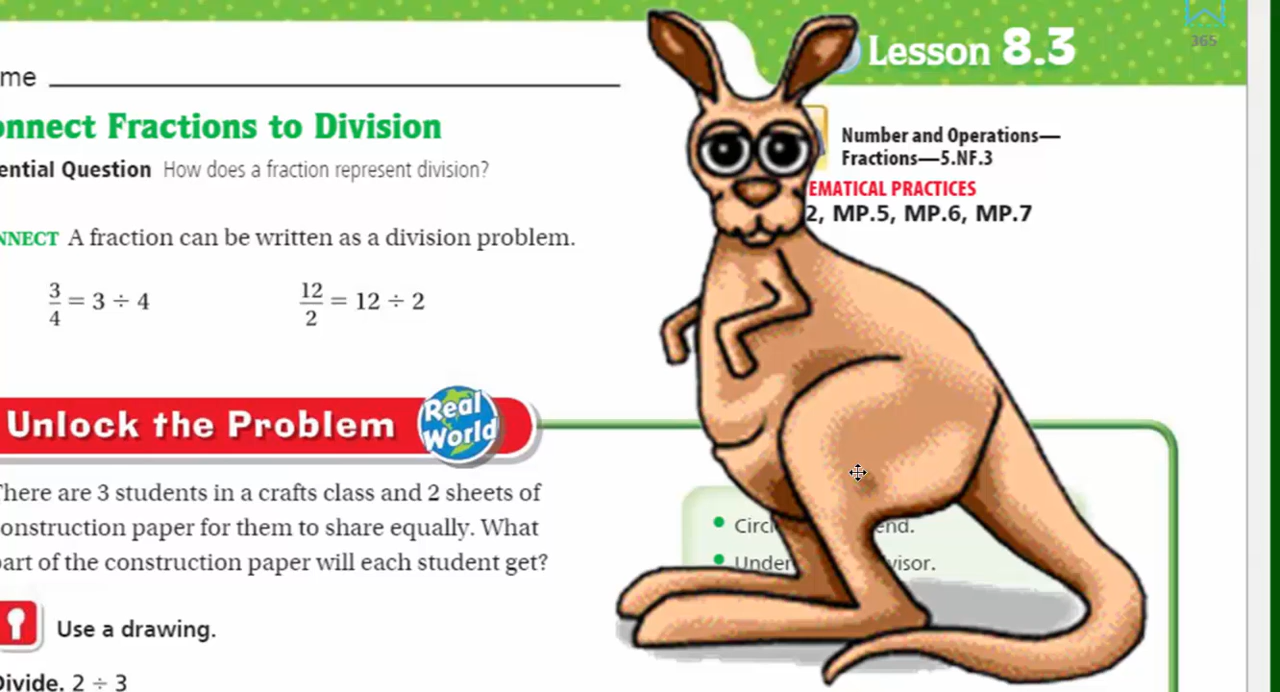 365
Lesson 8.3
me
onnect Fractions to Division
ential Question How does a fraction represent division?
Number and Operations—
Fractions—5.NF.3
EMATICAL PRACTICES
2, MP.5, MP.6, MP.7
NNECT A fraction can be written as a division problem.
3/4 = 3 ÷ 4 12/2 = 12 ÷ 2
Unlock the Problem
Real
World
There are 3 students in a crafts class and 2 sheets of
onstruction paper for them to share equally. What
art of the construction paper will each student get?
• Circl end.
• Under visor.
Use a drawing.
Divide. 2 ÷ 3